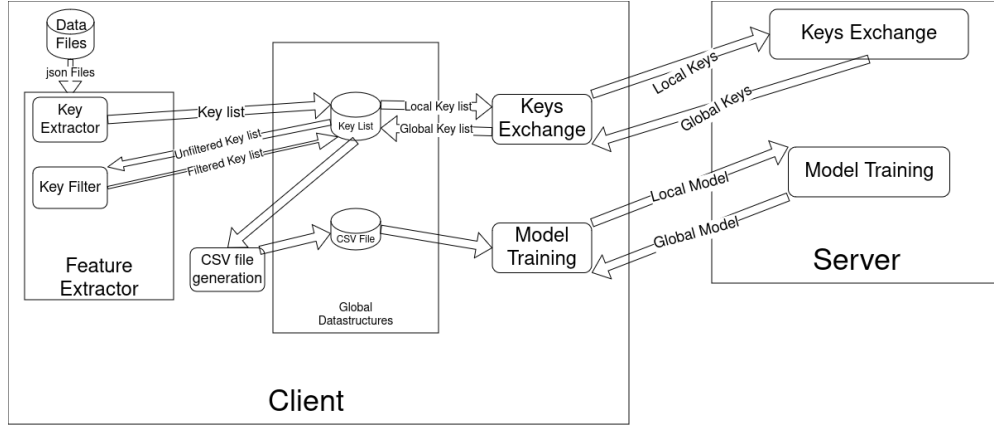 Data
Files
json Files
Key
Extractor
Key list
Unfiltered Key list
Filtered Key list
Key Filter
Feature
Extractor
CSV file
generation
Key List
CSV File
Global
Datastructures
Local Key list
Global Key list
Keys
Exchange
Model
Training
Client
Local Keys
Global Keys
Keys Exchange
Local Model
Global Model
Model Training
Server